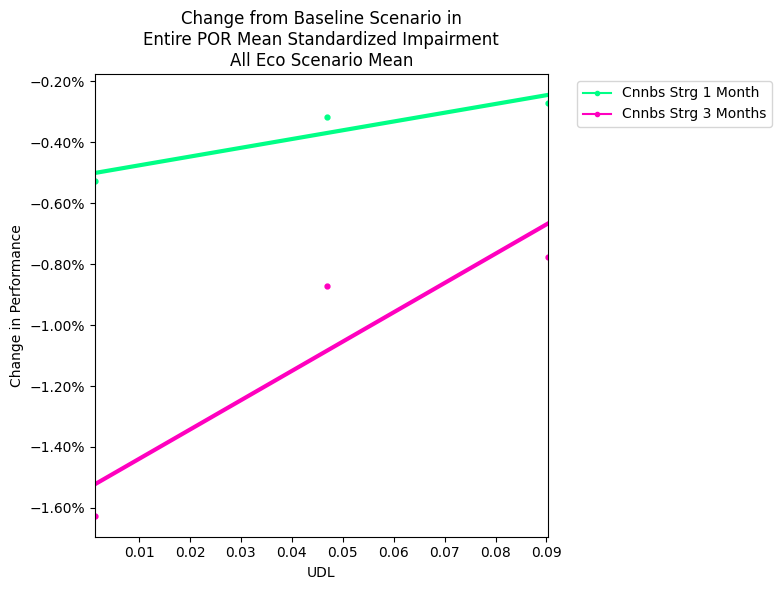 Change from Baseline Scenario in
Entire POR Mean Standardized Impairment
All Eco Scenario Mean
−0.20%
−0.40%
−0.60%
−0.80%
−1.00%
−1.20%
−1.40%
−1.60%
Change in Performance
0.01 0.02 0.03 0.04 0.05 0.06 0.07 0.08 0.09
UDL
Cnnbs Strg 1 Month
Cnnbs Strg 3 Months